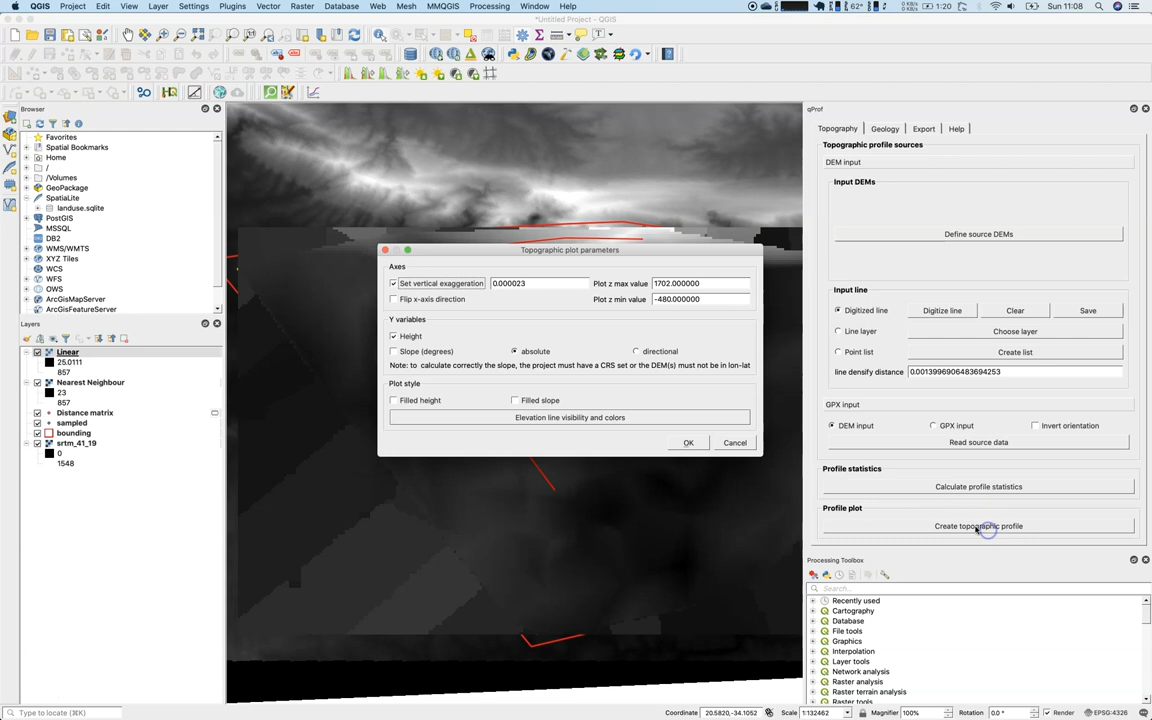 QGIS Project Edit View Layer Settings Plugins Vector Raster Database Web Mesh MMQGIS Processing Window Help 62° 1:20 Sun 11:08
*Untitled Project - QGIS
Browser
Favorites
Spatial Bookmarks
Home
/
/Volumes
GeoPackage
SpatiaLite
landuse.sqlite
PostGIS
MSSQL
DB2
WMS/WMTS
XYZ Tiles
WCS
WFS
OWS
ArcGisMapServer
ArcGisFeatureServer
Layers
Linear
25.0111
857
Nearest Neighbour
23
857
Distance matrix
sampled
bounding
srtm_41_19
0
1548
Topographic plot parameters
Axes
Set vertical exaggeration 0.000023 Plot z max value 1702.000000
Flip x-axis direction Plot z min value -480.000000
Y variables
Height
Slope (degrees) absolute directional
Note: to calculate correctly the slope, the project must have a CRS set or the DEM(s) must not be in lon-lat
Plot style
Filled height Filled slope
Elevation line visibility and colors
OK Cancel
qProf
Topography Geology Export Help
Topographic profile sources
DEM input
Input DEMs
Define source DEMs
Input line
Digitized line Digitize line Clear Save
Line layer Choose layer
Point list Create list
line densify distance 0.0013996906483694253
GPX input
DEM input GPX input Invert orientation
Read source data
Profile statistics
Calculate profile statistics
Profile plot
Create topographic profile
Processing Toolbox
Search...
Recently used
Cartography
Database
File tools
Graphics
Interpolation
Layer tools
Network analysis
Raster analysis
Raster terrain analysis
Raster tools
Type to locate (⌘K) Coordinate 20.5820,-34.1052 Scale 1:132462 Magnifier 100% Rotation 0.0° Render EPSG:4326